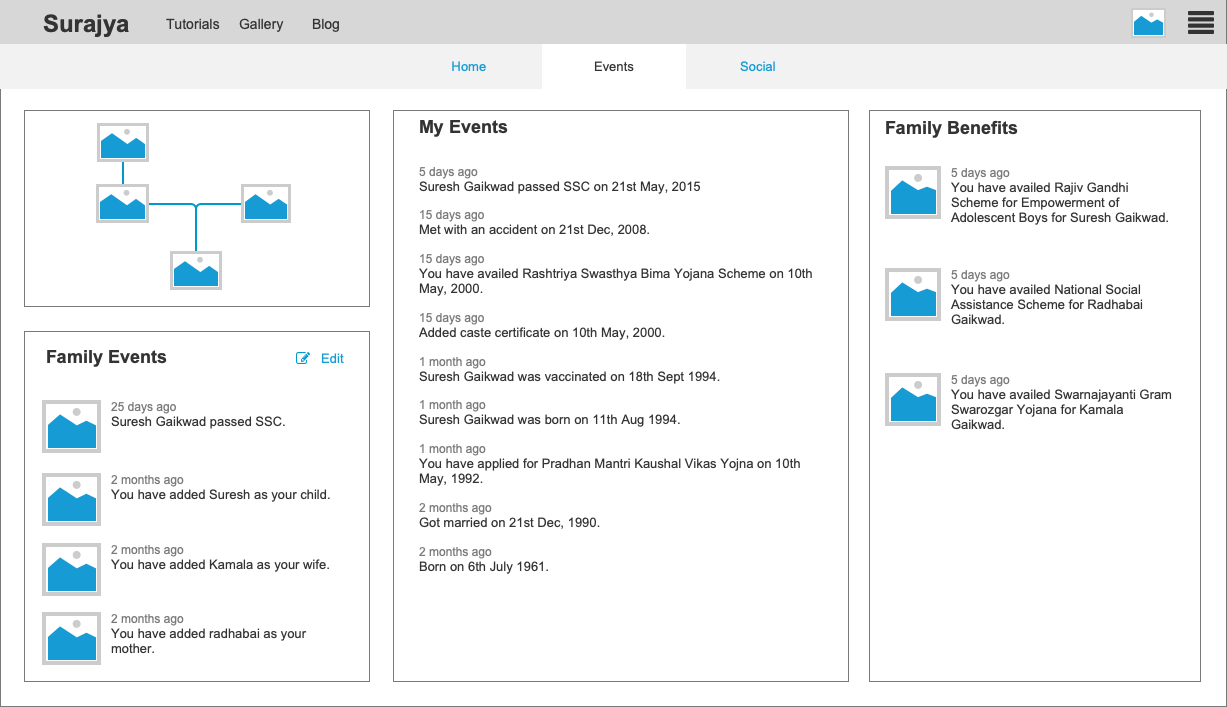 Surajya
Tutorials
Gallery
Blog
Home
Events
Social
Family Events
Edit
25 days ago
Suresh Gaikwad passed SSC.
2 months ago
You have added Suresh as your child.
2 months ago
You have added Kamala as your wife.
2 months ago
You have added radhabai as your
mother.
My Events
5 days ago
Suresh Gaikwad passed SSC on 21st May, 2015
15 days ago
Met with an accident on 21st Dec, 2008.
15 days ago
You have availed Rashtriya Swasthya Bima Yojana Scheme on 10th
May, 2000.
15 days ago
Added caste certificate on 10th May, 2000.
1 month ago
Suresh Gaikwad was vaccinated on 18th Sept 1994.
1 month ago
Suresh Gaikwad was born on 11th Aug 1994.
1 month ago
You have applied for Pradhan Mantri Kaushal Vikas Yojna on 10th
May, 1992.
2 months ago
Got married on 21st Dec, 1990.
2 months ago
Born on 6th July 1961.
Family Benefits
5 days ago
You have availed Rajiv Gandhi
Scheme for Empowerment of
Adolescent Boys for Suresh Gaikwad.
5 days ago
You have availed National Social
Assistance Scheme for Radhabai
Gaikwad.
5 days ago
You have availed Swarnajayanti Gram
Swarozgar Yojana for Kamala
Gaikwad.